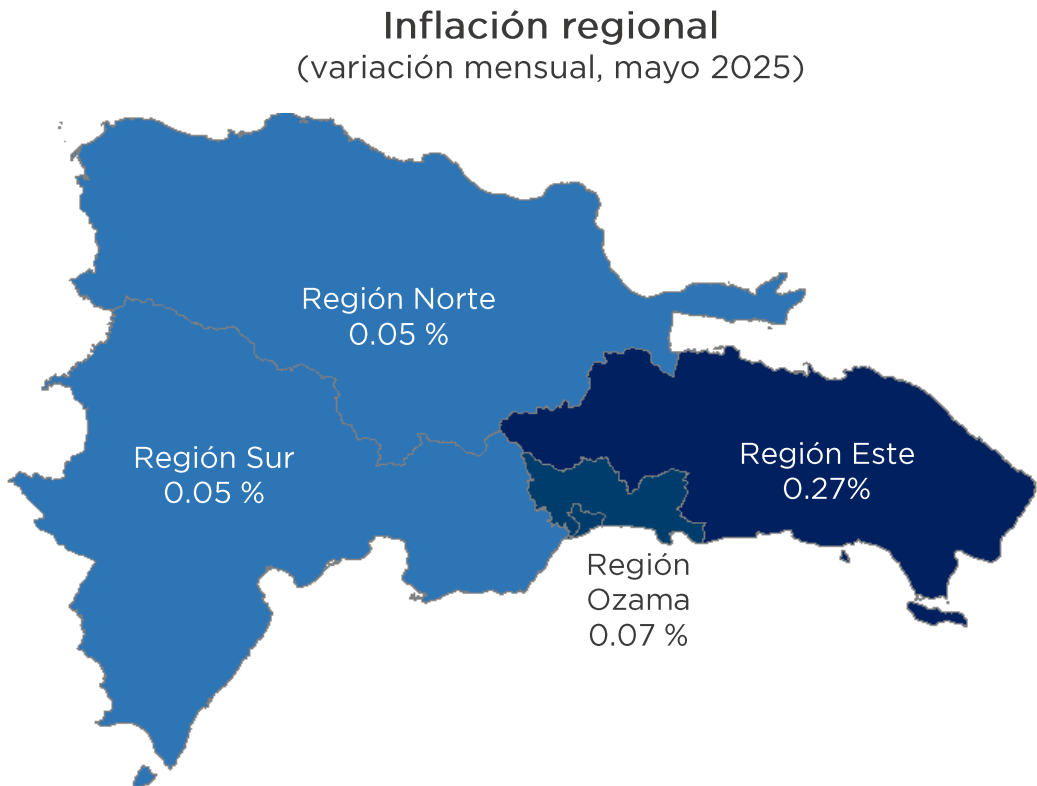 Inflación regional
(variación mensual, mayo 2025)
Región Norte
0.05 %
Región Sur
0.05 %
Región Este
0.27%
Región
Ozama
0.07 %